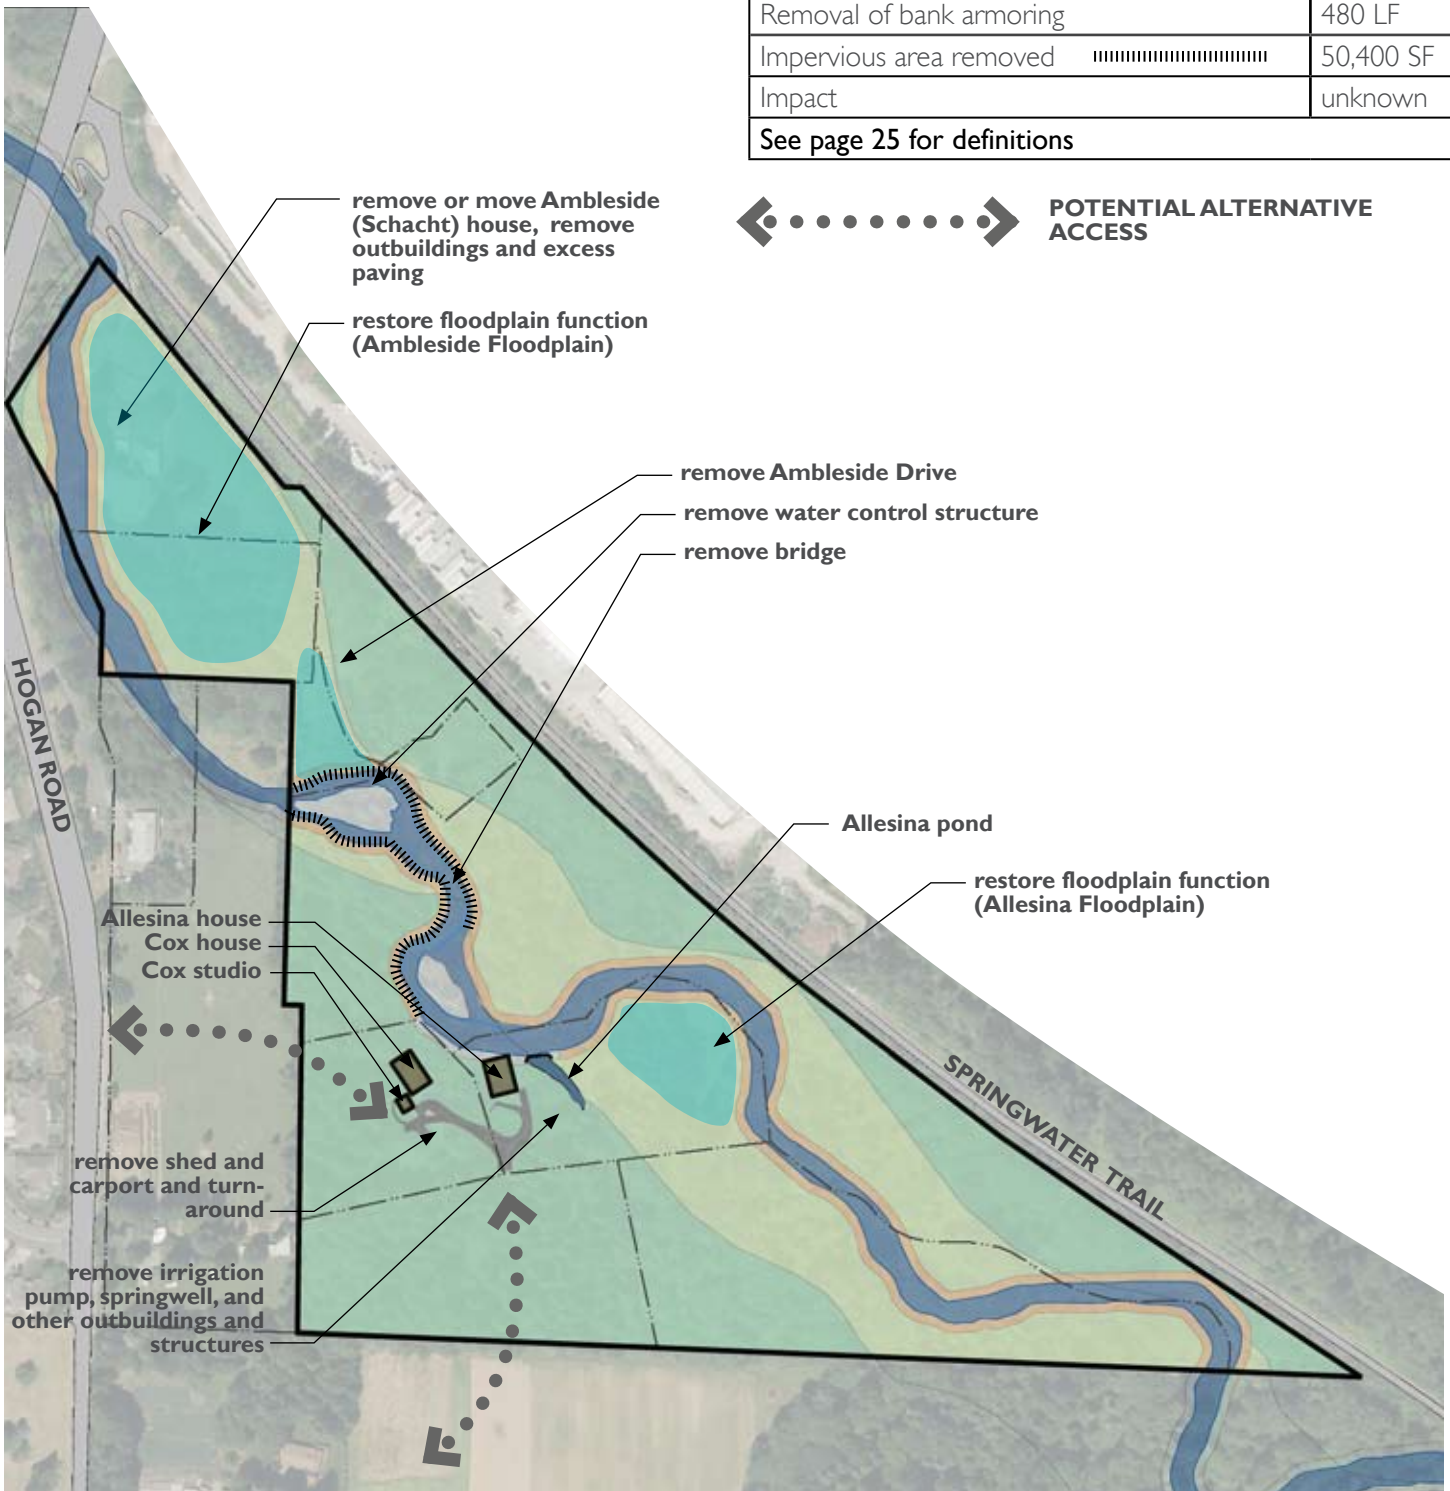 Removal of bank armoring 480 LF
Impervious area removed 50,400 SF
Impact unknown
See page 25 for definitions
POTENTIAL ALTERNATIVE
ACCESS
remove or move Ambleside
(Schacht) house, remove
outbuildings and excess
paving
restore floodplain function
(Ambleside Floodplain)
remove Ambleside Drive
remove water control structure
remove bridge
HOGAN ROAD
Allesina pond
restore floodplain function
(Allesina Floodplain)
Allesina house
Cox house
Cox studio
SPRINGWATER TRAIL
remove shed and
carport and turn-
around
remove irrigation
pump, springwell, and
other outbuildings and
structures